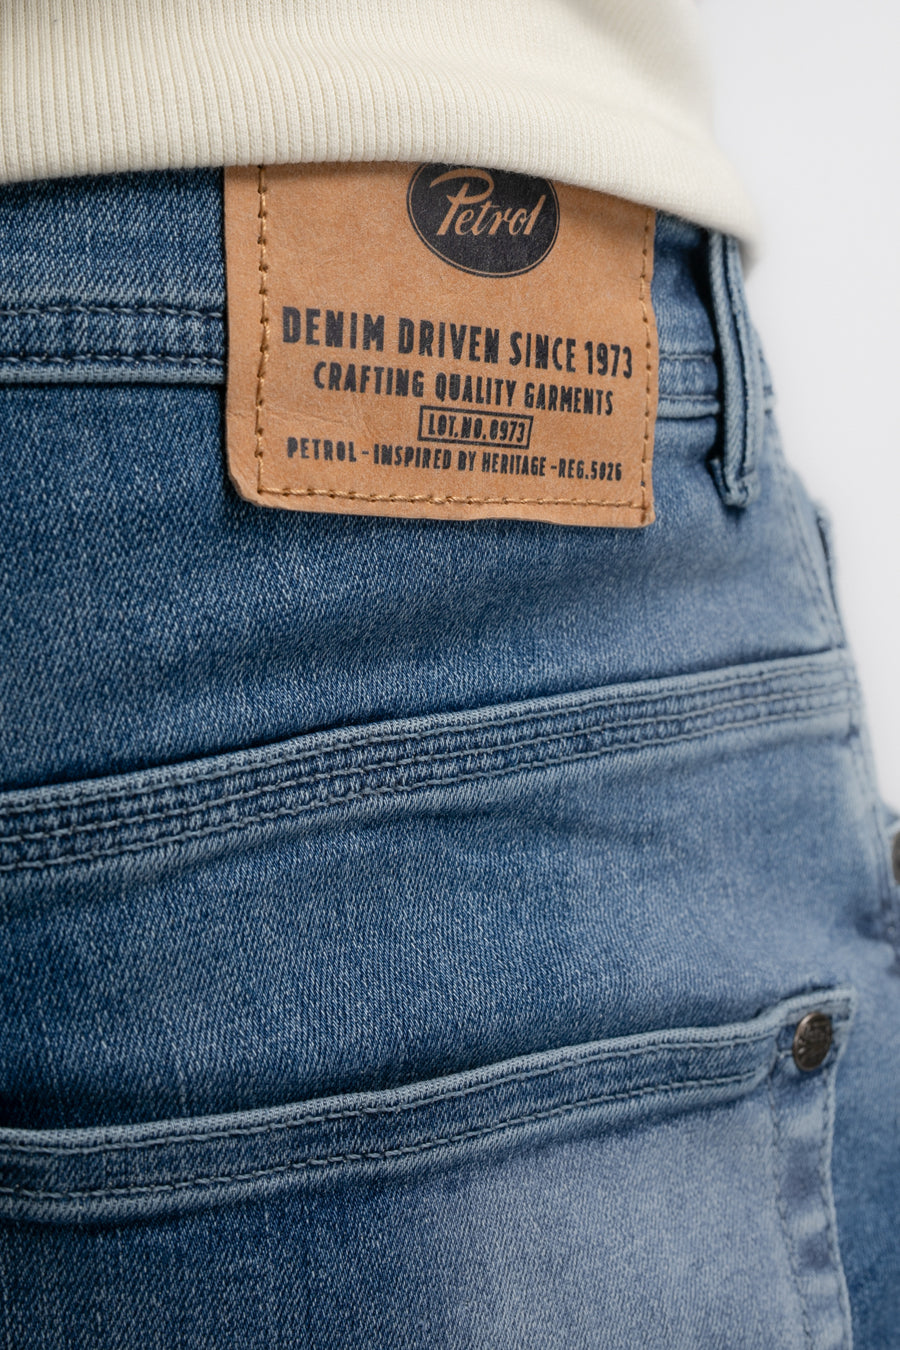 Petrol
DENIM DRIVEN SINCE 1973
CRAFTING QUALITY GARMENTS
LOT.NO.0973
PETROL - INSPIRED BY HERITAGE - REG.5026